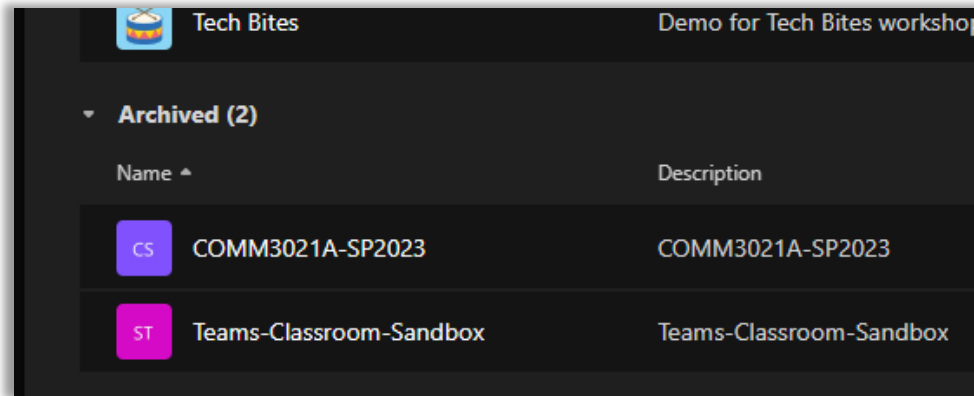 Tech Bites Demo for Tech Bites workshop
Archived (2)
Name Description
CS COMM3021A-SP2023 COMM3021A-SP2023
ST Teams-Classroom-Sandbox Teams-Classroom-Sandbox